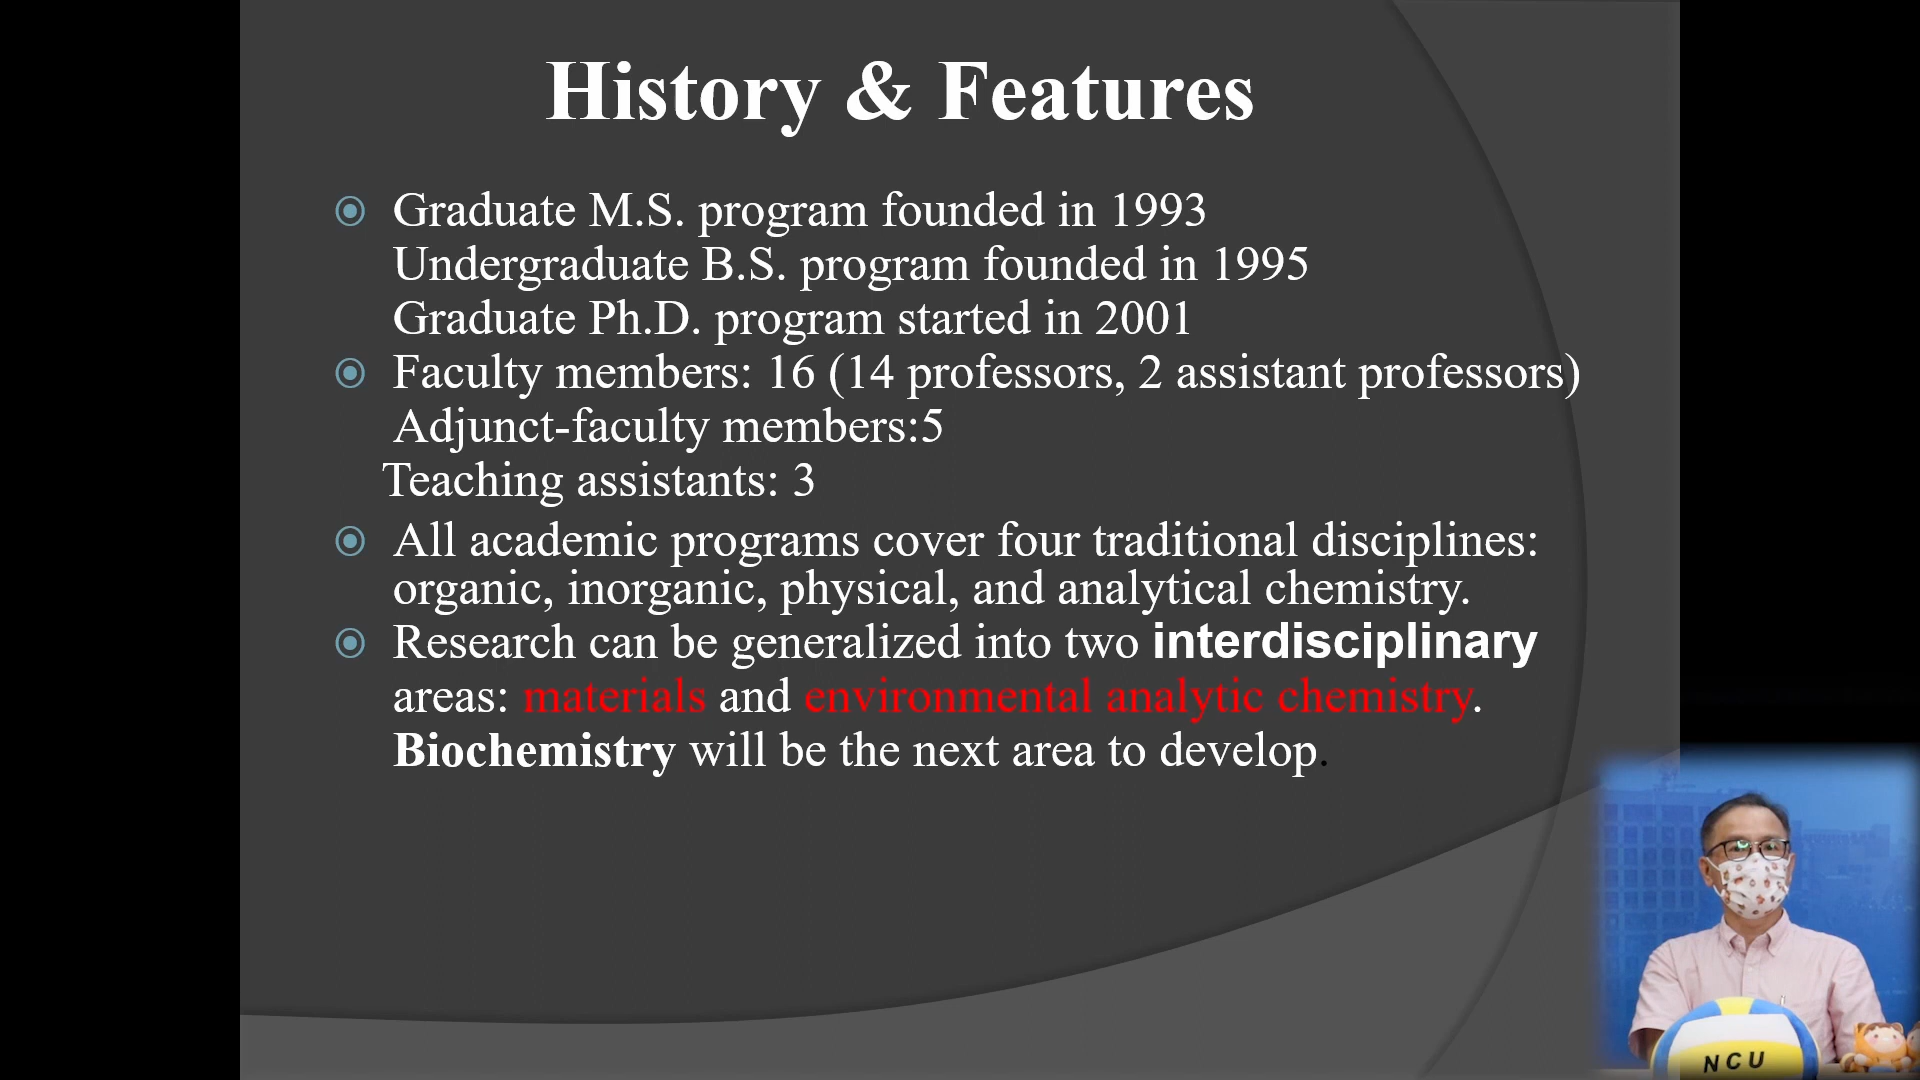 History & Features
Graduate M.S. program founded in 1993
Undergraduate B.S. program founded in 1995
Graduate Ph.D. program started in 2001
Faculty members: 16 (14 professors, 2 assistant professors)
Adjunct-faculty members:5
Teaching assistants: 3
All academic programs cover four traditional disciplines:
organic, inorganic, physical, and analytical chemistry.
Research can be generalized into two interdisciplinary
areas: materials and environmental analytic chemistry.
Biochemistry will be the next area to develop.
NCU